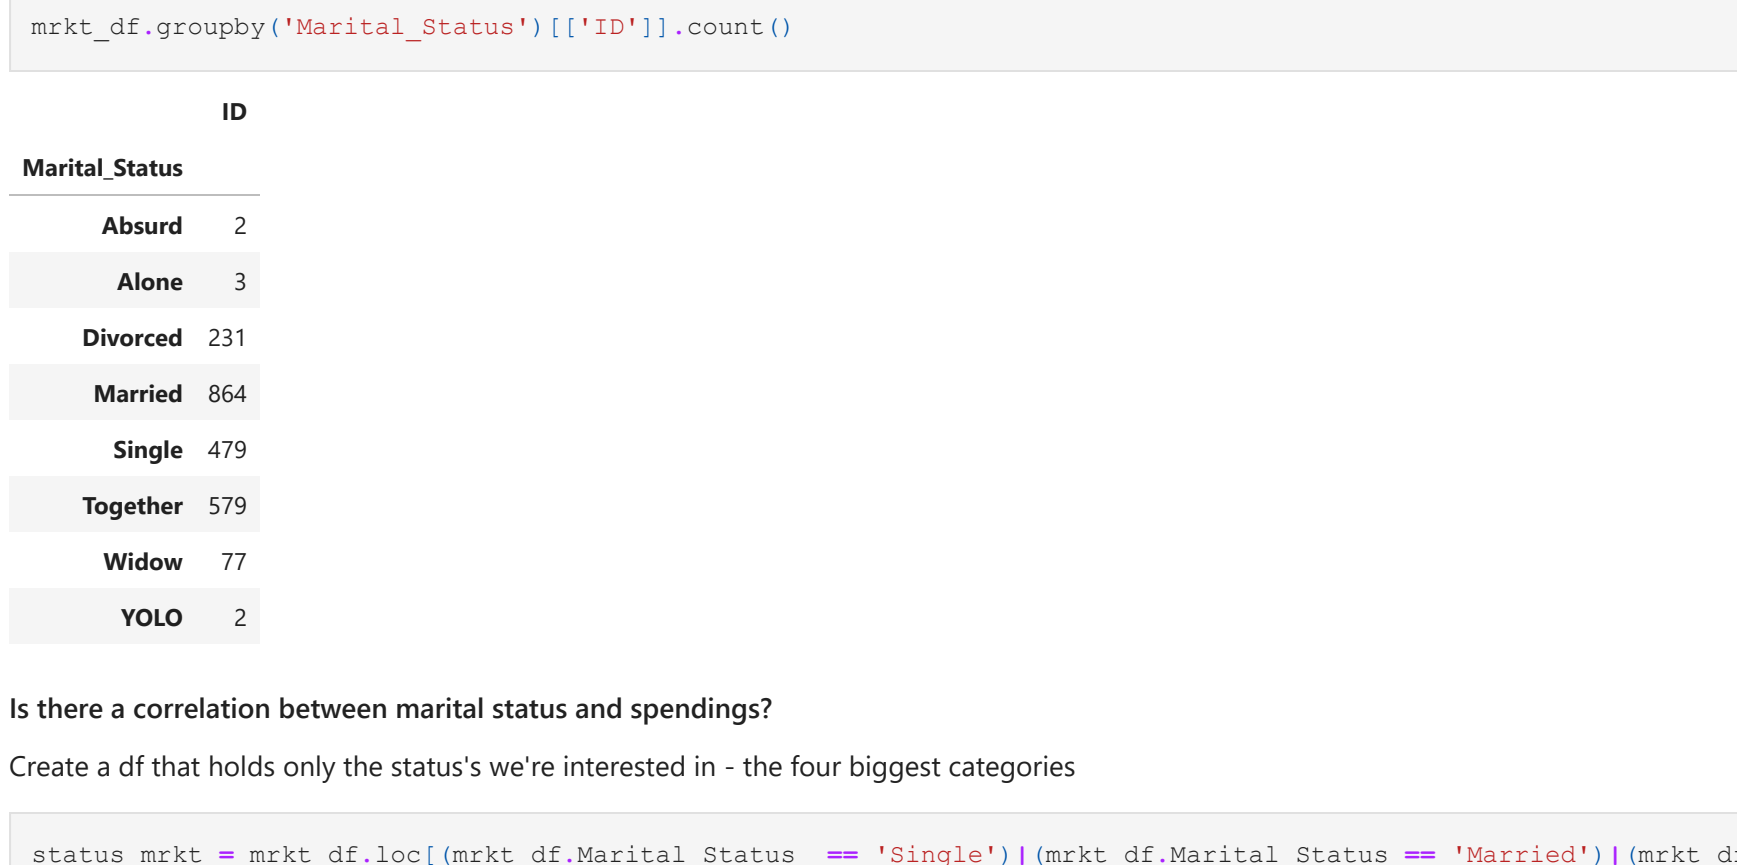 mrkt_df.groupby('Marital_Status')[['ID']].count()
ID
Marital_Status
Absurd 2
Alone 3
Divorced 231
Married 864
Single 479
Together 579
Widow 77
YOLO 2
Is there a correlation between marital status and spendings?
Create a df that holds only the status's we're interested in - the four biggest categories
status_mrkt = mrkt_df.loc[(mrkt_df.Marital_Status  == 'Single')|(mrkt_df.Marital_Status == 'Married')|(mrkt_